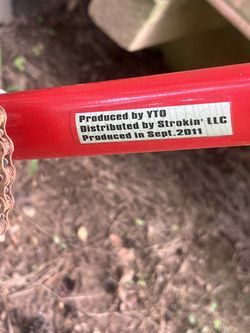 Produced by YTO
Distributed by Strokin' LLC
Produced in Sept.2011